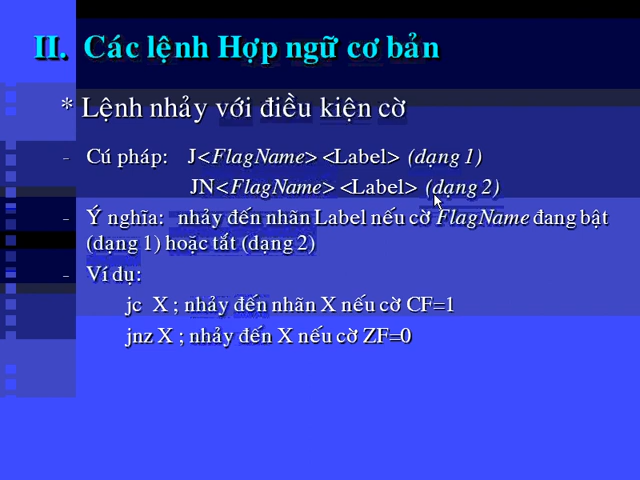 II. Các lệnh Hợp ngữ cơ bản
* Lệnh nhảy với điều kiện cờ
- Cú pháp: J<FlagName> <Label> (dạng 1)
JN<FlagName> <Label> (dạng 2)
- Ý nghĩa: nhảy đến nhãn Label nếu cờ FlagName đang bật
(dạng 1) hoặc tắt (dạng 2)
- Ví dụ:
jc X ; nhảy đến nhãn X nếu cờ CF=1
jnz X ; nhảy đến X nếu cờ ZF=0